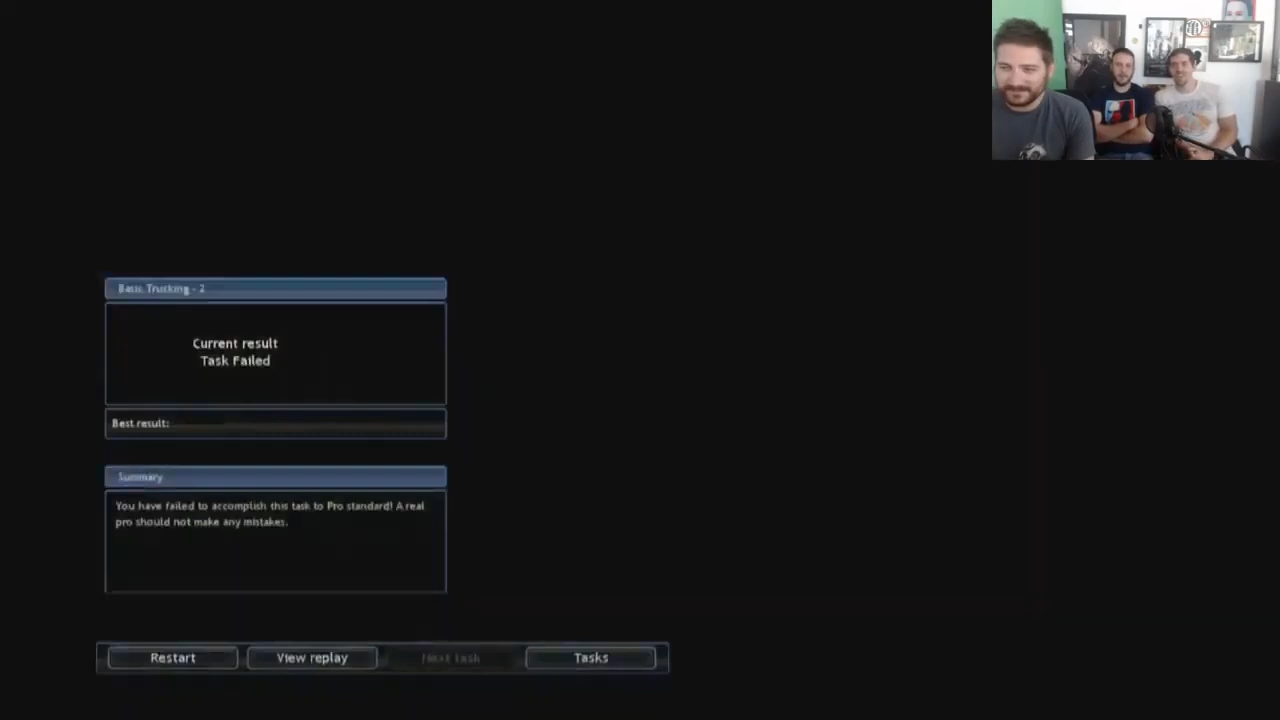 Basic Trucking - 2
Current result
Task Failed
Best result:
Summary
You have failed to accomplish this task to Pro standard! A real
pro should not make any mistakes.
Restart
View replay
Next task
Tasks